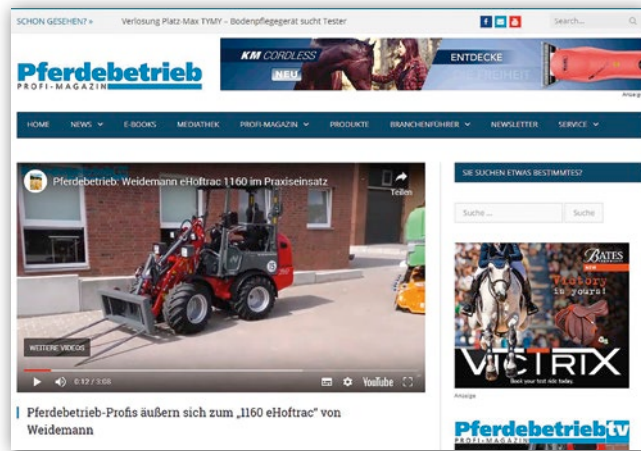 SCHON GESEHEN? »
Verlosung Platz-Max TYMY – Bodenpflegegerät sucht Tester
Search...
Pferdebetrieb
PROFI-MAGAZIN
KM CORDLESS
NEU
ENTDECKE
FREIHEIT
Anzeige
HOME NEWS E-BOOKS MEDIATHEK PROFI-MAGAZIN PRODUKTE BRANCHENFÜHRER NEWSLETTER SERVICE
Pferdebetrieb: Weidemann eHoftrac 1160 im Praxiseinsatz
Teilen
WEITERE VIDEOS
0:12 / 3:08
YouTube
Pferdebetrieb-Profis äußern sich zum „1160 eHoftrac“ von
Weidemann
SIE SUCHEN ETWAS BESTIMMTES?
Suche ...
Suche
BATES
Victory
is yours!
VICTRIX
Book your test ride today.
Anzeige
Pferdebetrieb tv
PROFI-MAGAZIN